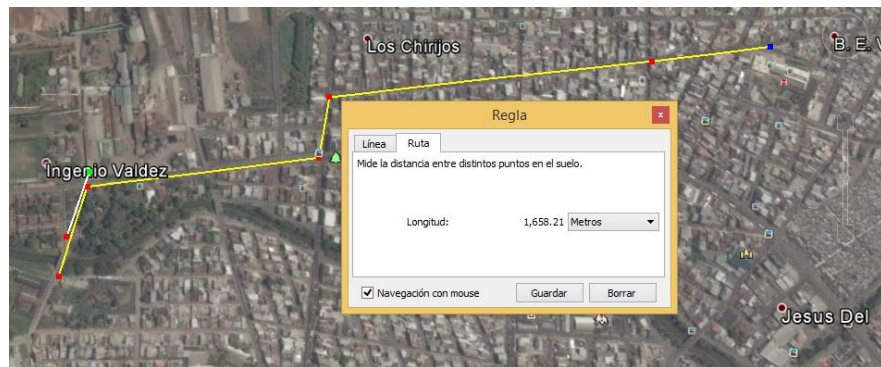 Los Chirijos
B. E. V
Regla
x
Línea
Ruta
Mide la distancia entre distintos puntos en el suelo.
Ingenio Valdez
Longitud:
1,658.21 Metros
Navegación con mouse
Guardar
Borrar
Jesus Del
H